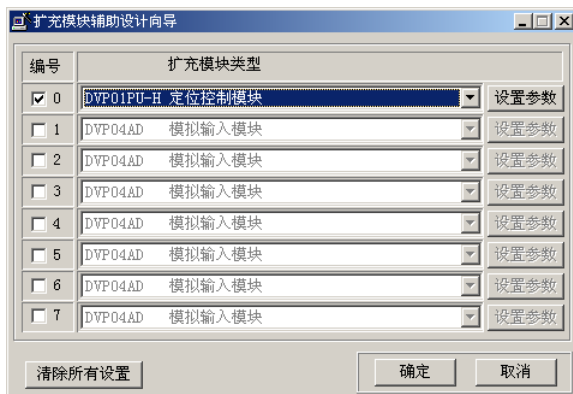 扩充模块辅助设计向导
编号 扩充模块类型
0 DVP01PU-H 定位控制模块 设置参数
1 DVP04AD 模拟输入模块 设置参数
2 DVP04AD 模拟输入模块 设置参数
3 DVP04AD 模拟输入模块 设置参数
4 DVP04AD 模拟输入模块 设置参数
5 DVP04AD 模拟输入模块 设置参数
6 DVP04AD 模拟输入模块 设置参数
7 DVP04AD 模拟输入模块 设置参数
清除所有设置 确定 取消